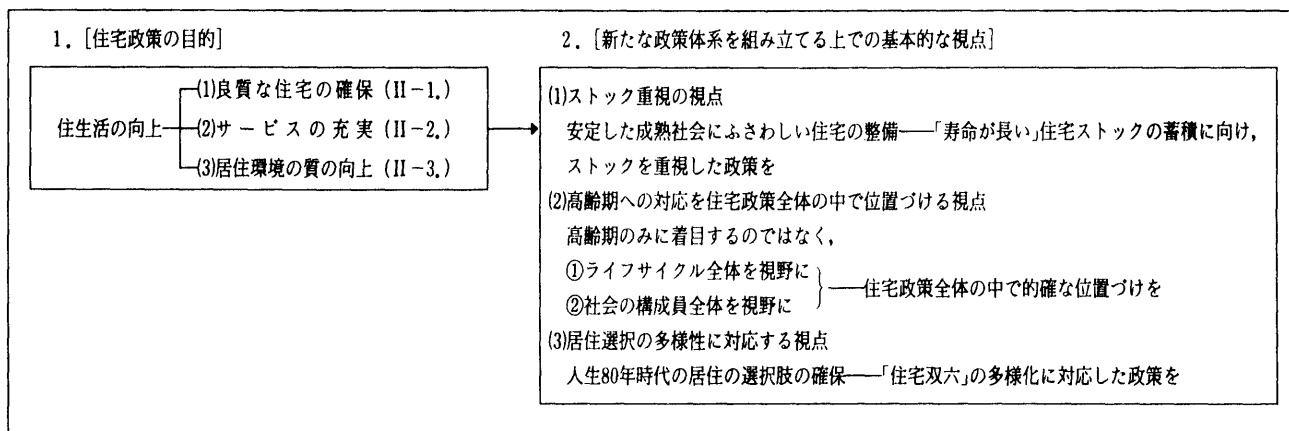 1. [住宅政策の目的]
住生活の向上
(1)良質な住宅の確保 (II-1.)
(2)サービスの充実 (II-2.)
(3)居住環境の質の向上 (II-3.)
2. [新たな政策体系を組み立てる上での基本的な視点]
(1)ストック重視の視点
安定した成熟社会にふさわしい住宅の整備――「寿命が長い」住宅ストックの蓄積に向け,
ストックを重視した政策を
(2)高齢期への対応を住宅政策全体の中で位置づける視点
高齢期のみに着目するのではなく,
①ライフサイクル全体を視野に
②社会の構成員全体を視野に
――住宅政策全体の中で的確な位置づけを
(3)居住選択の多様性に対応する視点
人生80年時代の居住の選択肢の確保――「住宅双六」の多様化に対応した政策を